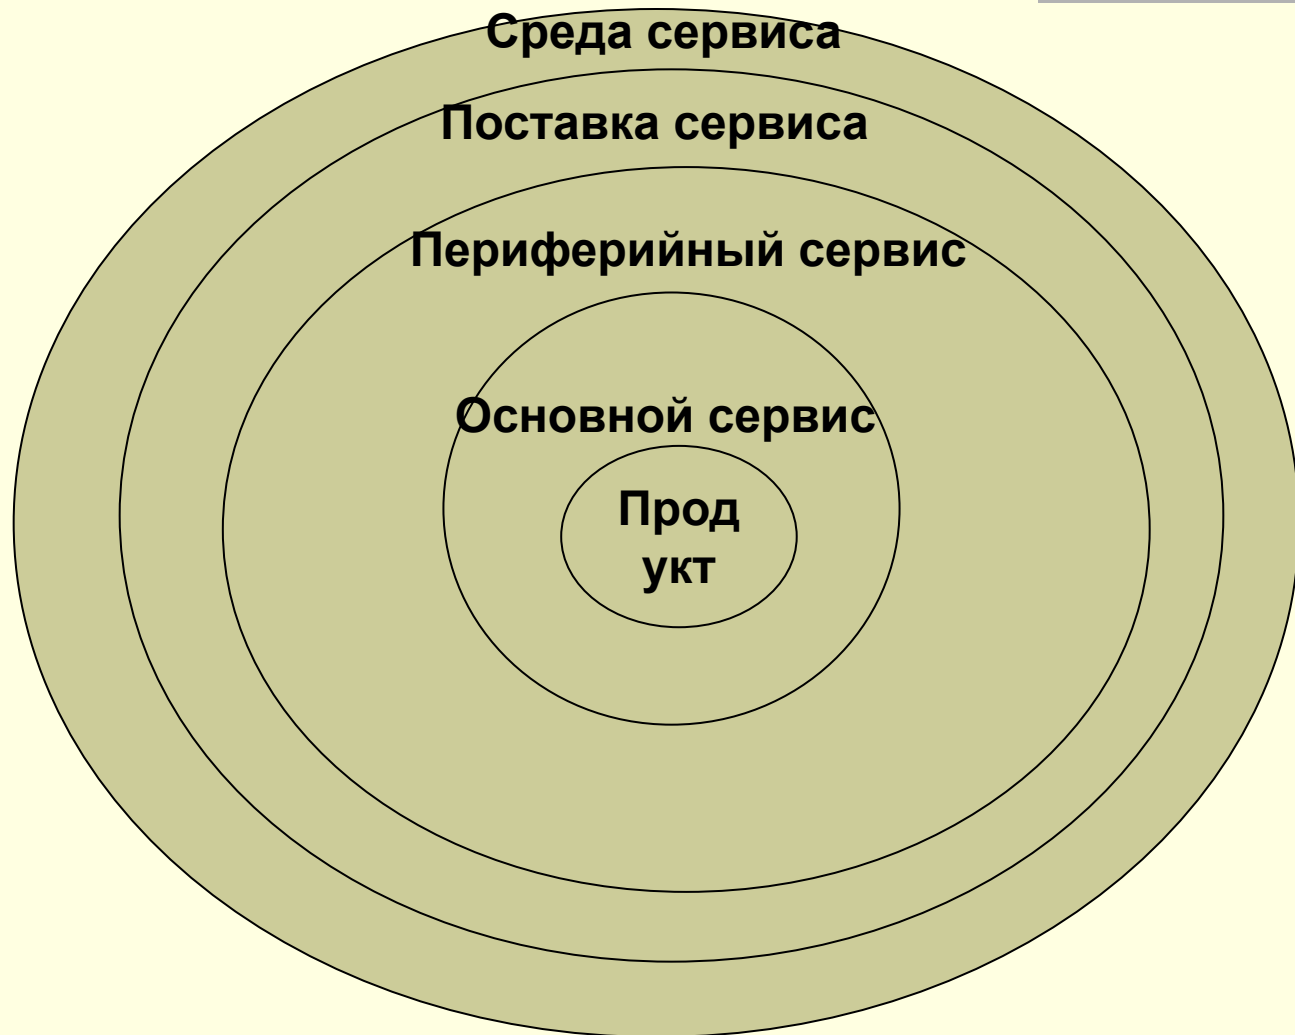 Среда сервиса
Поставка сервиса
Периферийный сервис
Основной сервис
Прод
укт